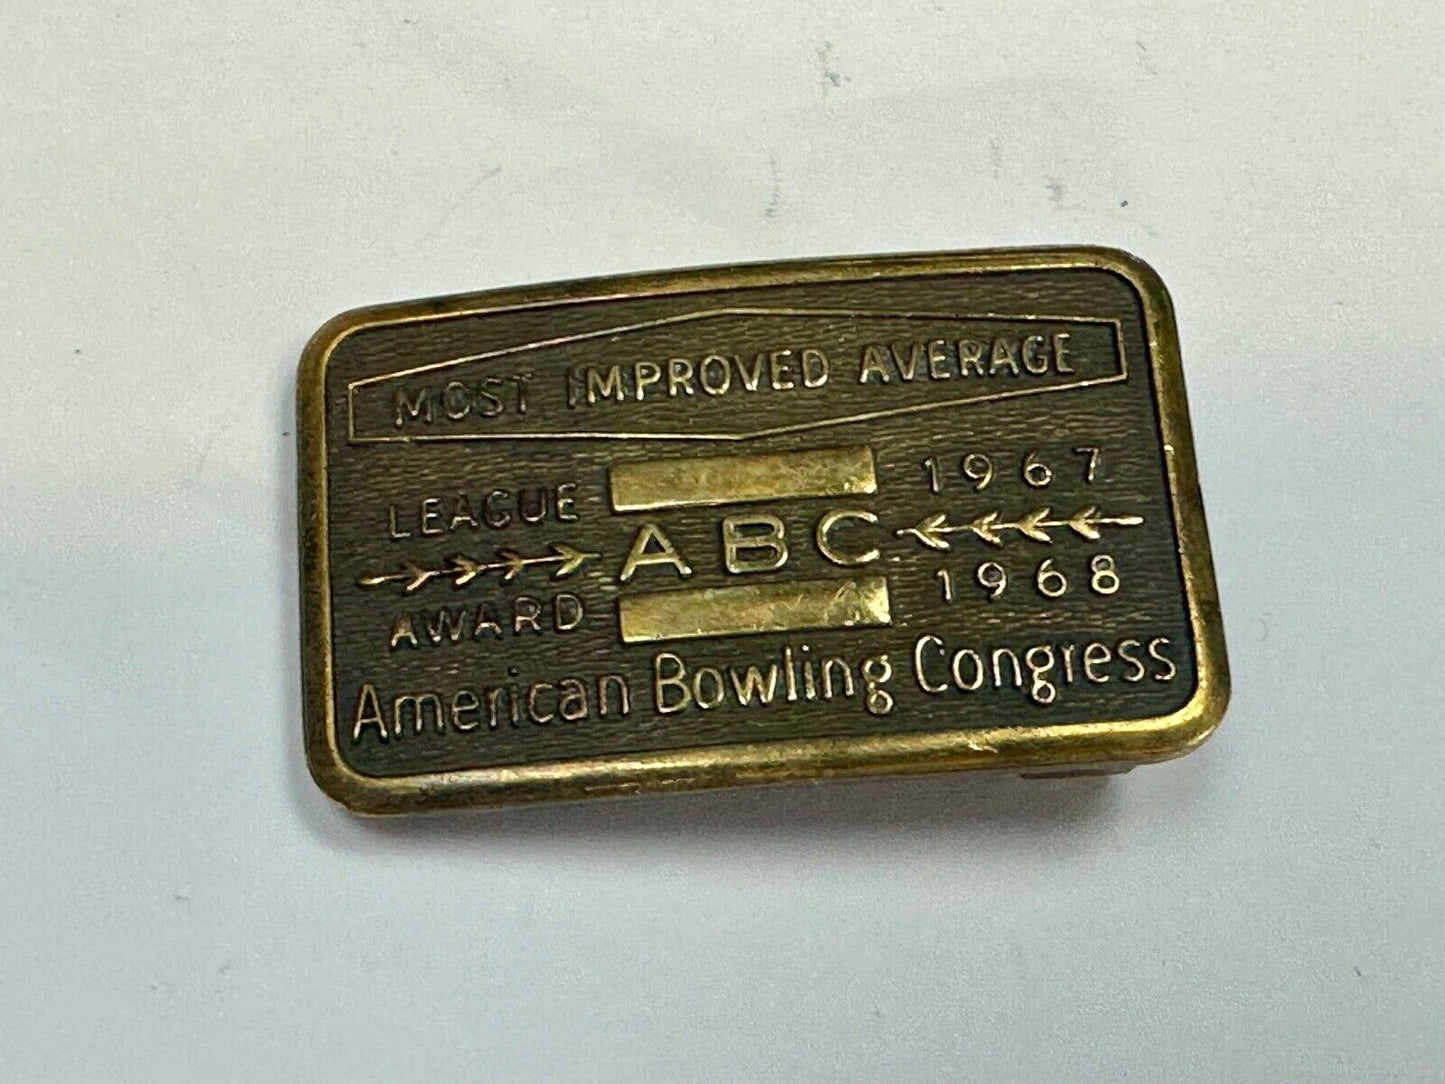 MOST IMPROVED AVERAGE
LEAGUE
AWARD
ABC
1967
1968
American Bowling Congress